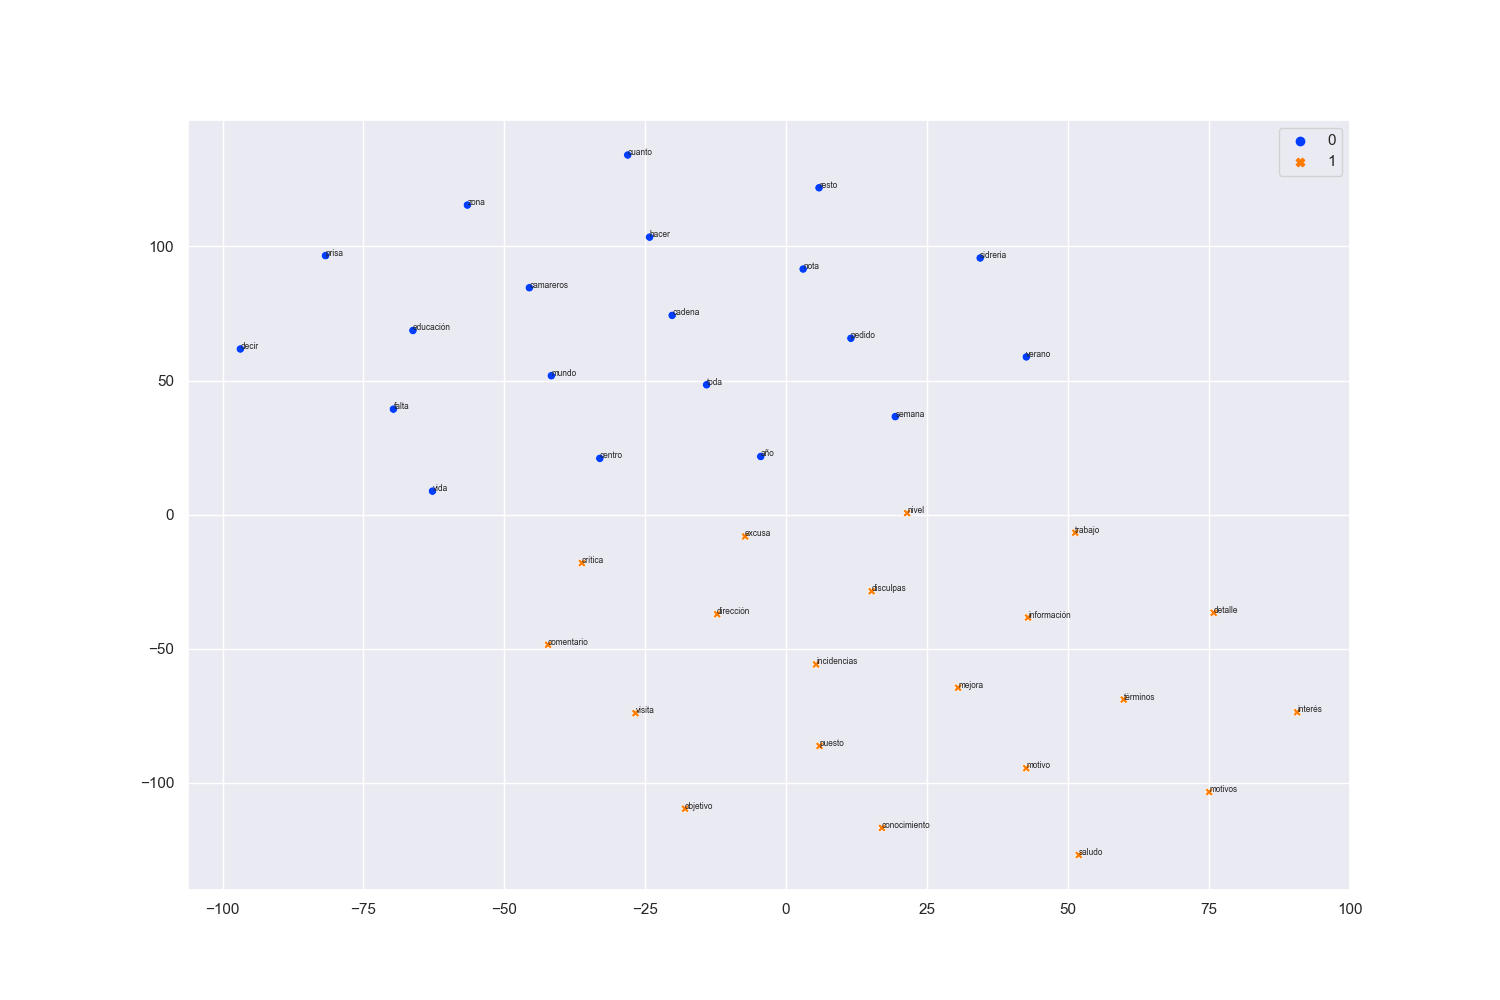 0
1
cuanto
resto
zona
hacer
prisa
nota
sidreria
camareros
cadena
educación
pedido
decir
verano
mundo
toda
falta
semana
centro
año
vida
nivel
excusa
trabajo
crítica
disculpas
dirección
información
detalle
comentario
incidencias
mejora
términos
visita
interés
puesto
motivo
motivos
objetivo
conocimiento
saludo
100
50
0
−50
−100
−100 −75 −50 −25 0 25 50 75 100